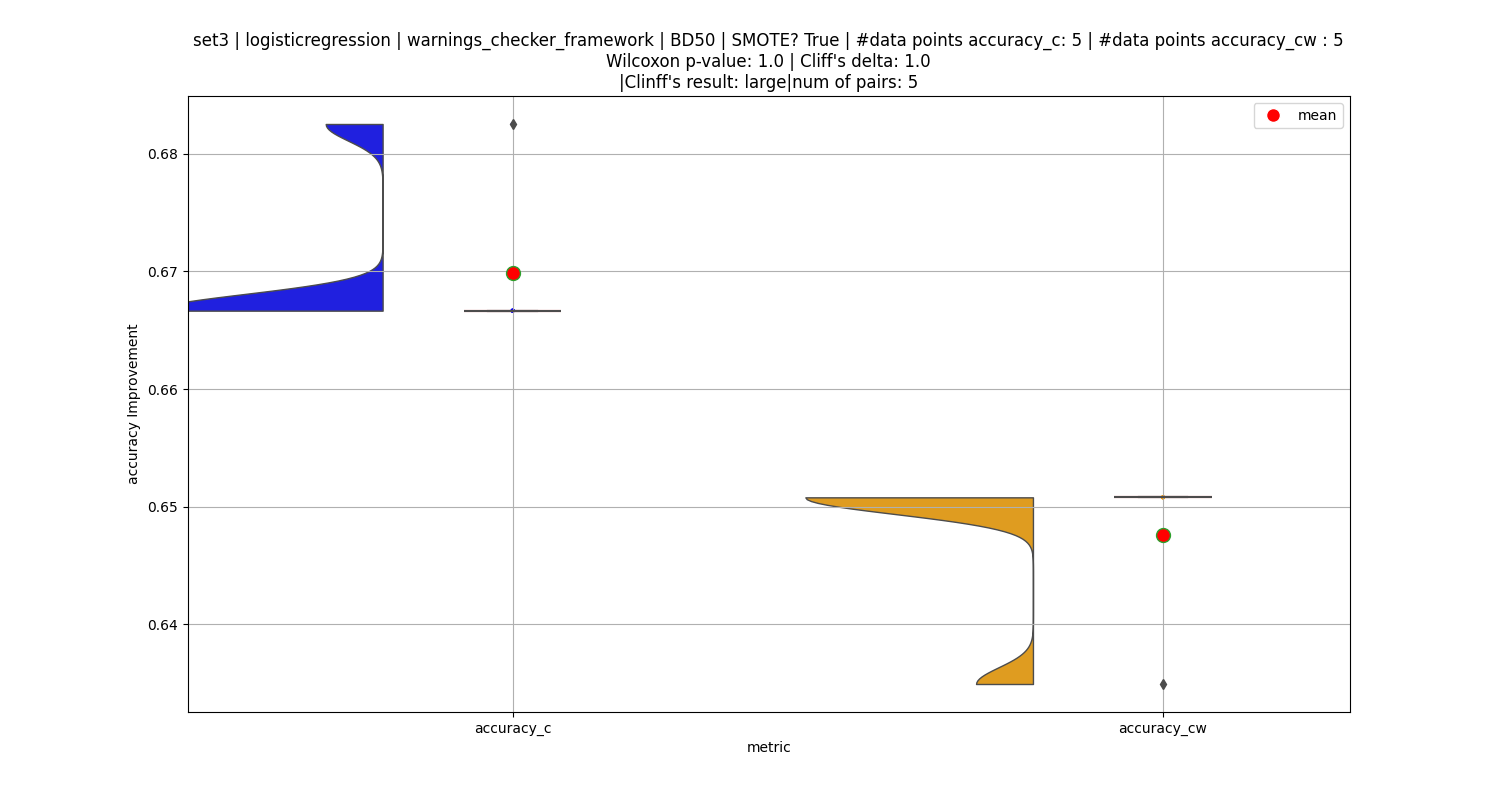 set3 | logisticregression | warnings_checker_framework | BD50 | SMOTE? True | #data points accuracy_c: 5 | #data points accuracy_cw : 5
Wilcoxon p-value: 1.0 | Cliff's delta: 1.0
|Clinff's result: large|num of pairs: 5
mean
0.68
0.67
0.66
0.65
0.64
accuracy Improvement
accuracy_c
accuracy_cw
metric